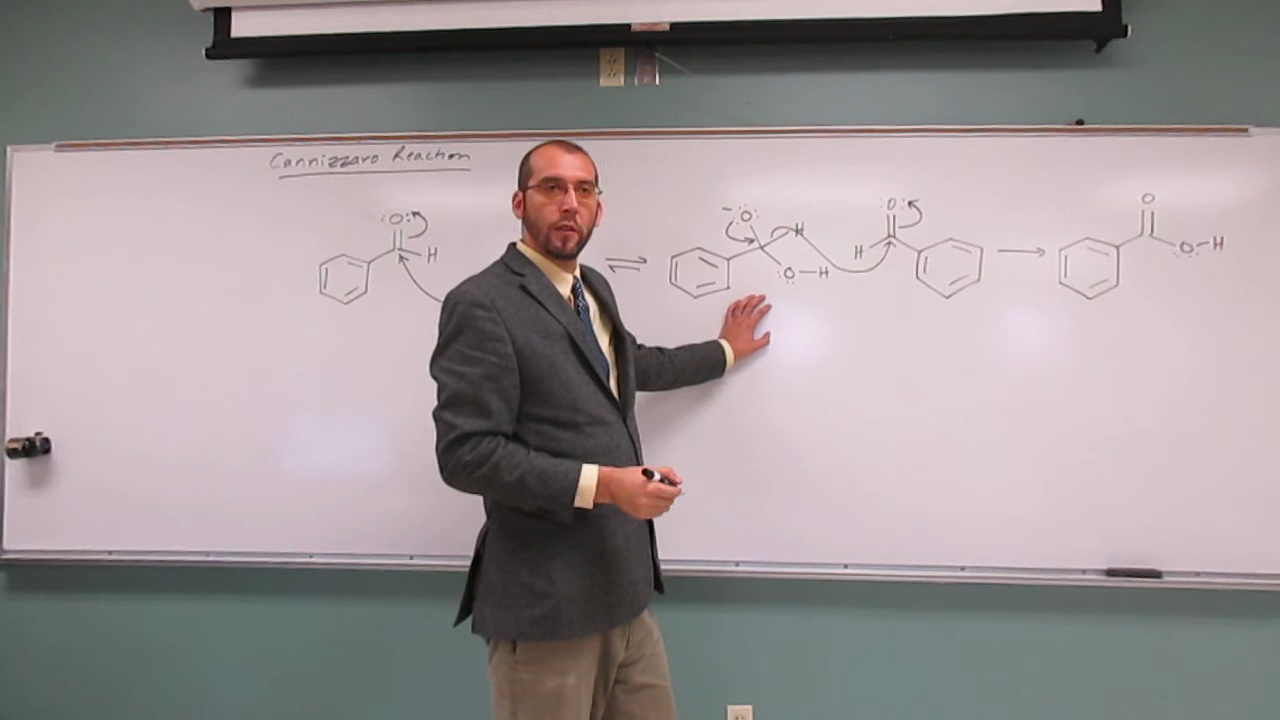 Cannizzaro Reaction
:O:
H
- :O:
H
:O-H
:O:
H
O
O-H